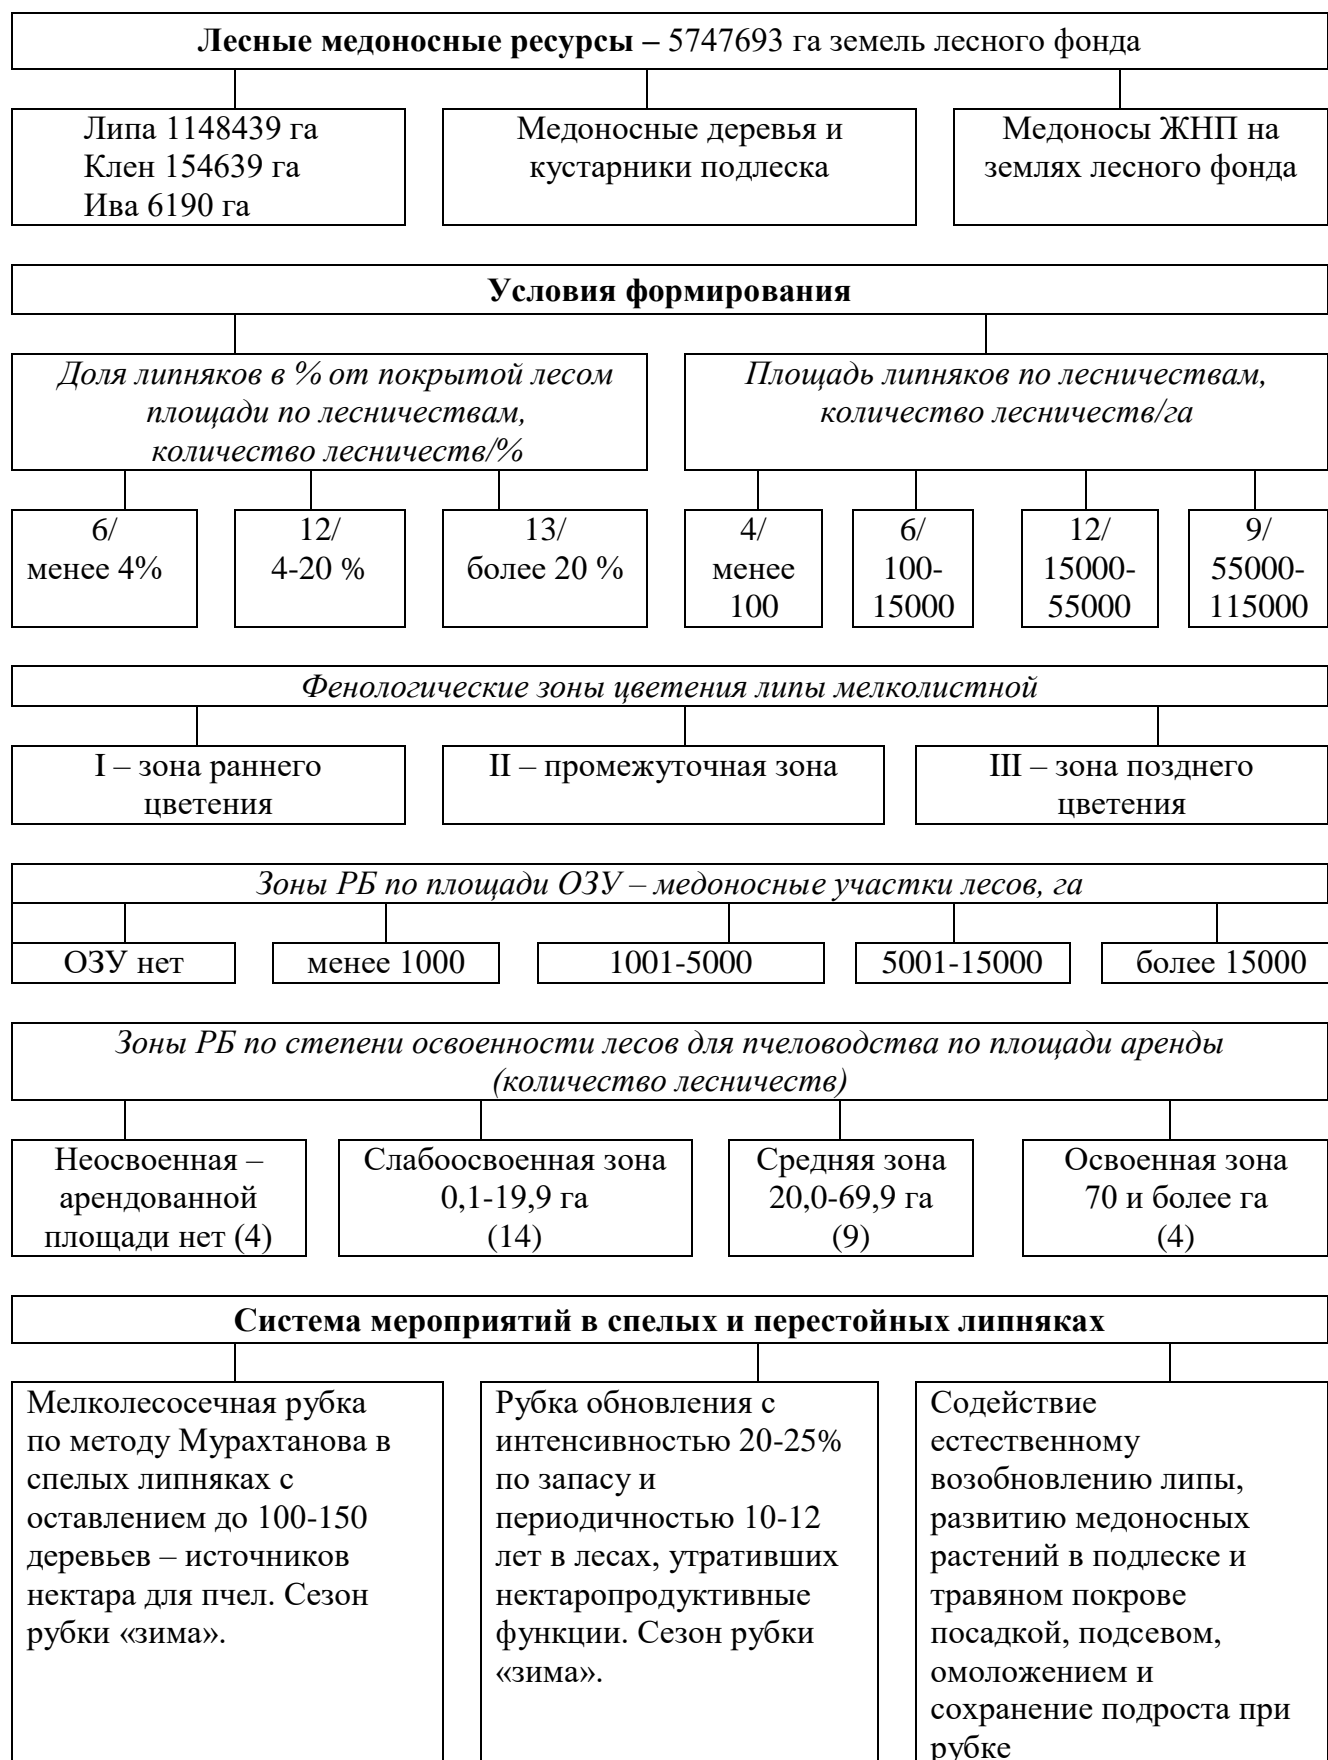 Лесные медоносные ресурсы – 5747693 га земель лесного фонда
Липа 1148439 га
Клен 154639 га
Ива 6190 га
Медоносные деревья и
кустарники подлеска
Медоносы ЖНП на
землях лесного фонда
Условия формирования
Доля липняков в % от покрытой лесом
площади по лесничествам,
количество лесничеств/%
Площадь липняков по лесничествам,
количество лесничеств/га
6/
менее 4%
12/
4-20 %
13/
более 20 %
4/
менее
100
6/
100-
15000
12/
15000-
55000
9/
55000-
115000
Фенологические зоны цветения липы мелколистной
I – зона раннего
цветения
II – промежуточная зона
III – зона позднего
цветения
Зоны РБ по площади ОЗУ – медоносные участки лесов, га
ОЗУ нет
менее 1000
1001-5000
5001-15000
более 15000
Зоны РБ по степени освоенности лесов для пчеловодства по площади аренды
(количество лесничеств)
Неосвоенная –
арендованной
площади нет (4)
Слабоосвоенная зона
0,1-19,9 га
(14)
Средняя зона
20,0-69,9 га
(9)
Освоенная зона
70 и более га
(4)
Система мероприятий в спелых и перестойных липняках
Мелколесосечная рубка
по методу Мурахтанова в
спелых липняках с
оставлением до 100-150
деревьев – источников
нектара для пчел. Сезон
рубки «зима».
Рубка обновления с
интенсивностью 20-25%
по запасу и
периодичностью 10-12
лет в лесах, утративших
нектаропродуктивные
функции. Сезон рубки
«зима».
Содействие
естественному
возобновлению липы,
развитию медоносных
растений в подлеске и
травяном покрове
посадкой, подсевом,
омоложением и
сохранение подроста при
рубке